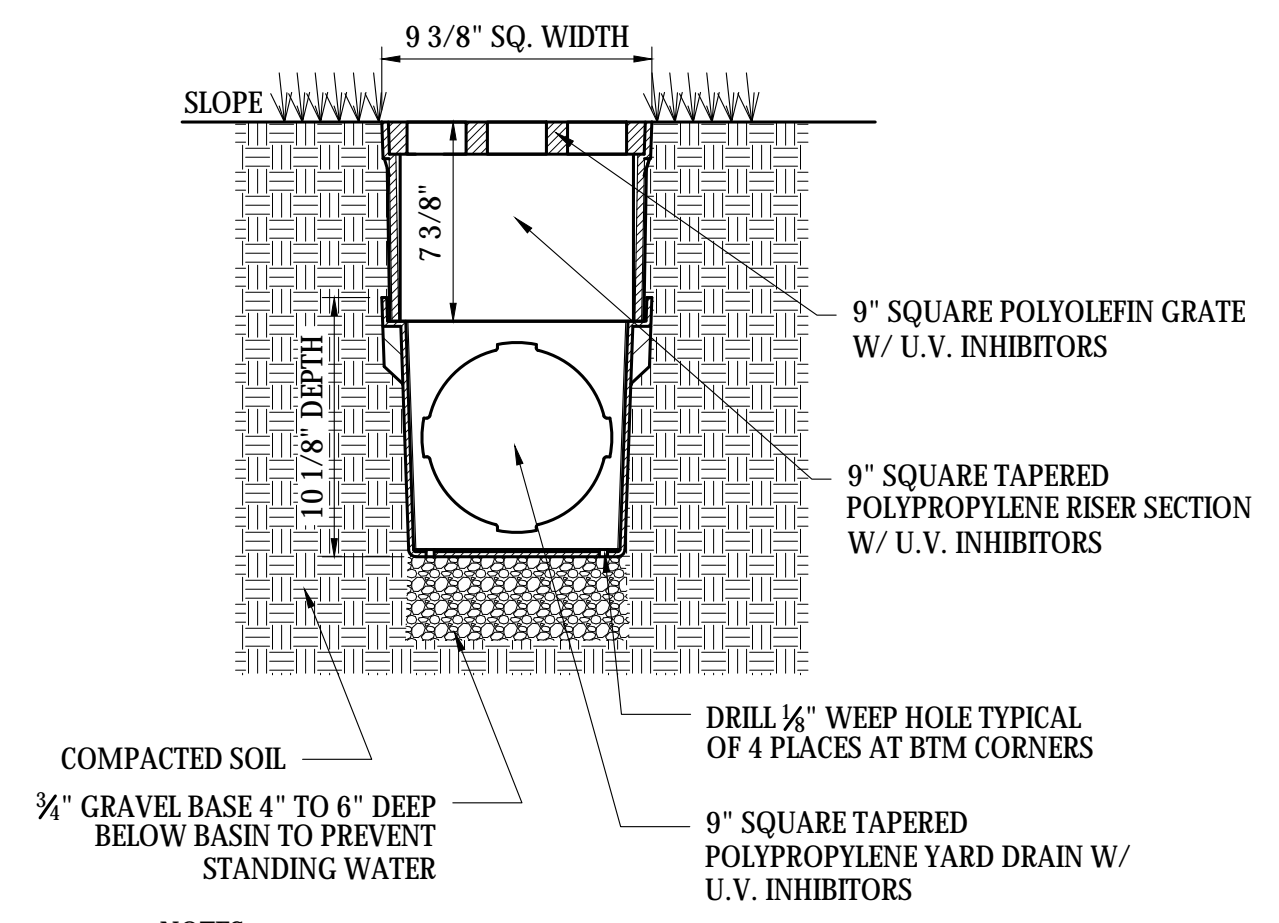 9 3/8" SQ. WIDTH
SLOPE
7 3/8"
10 1/8" DEPTH
9" SQUARE POLYOLEFIN GRATE
W/ U.V. INHIBITORS
9" SQUARE TAPERED
POLYPROPYLENE RISER SECTION
W/ U.V. INHIBITORS
DRILL ⅛" WEEP HOLE TYPICAL
OF 4 PLACES AT BTM CORNERS
COMPACTED SOIL
¾" GRAVEL BASE 4" TO 6" DEEP
BELOW BASIN TO PREVENT
STANDING WATER
9" SQUARE TAPERED
POLYPROPYLENE YARD DRAIN W/
U.V. INHIBITORS